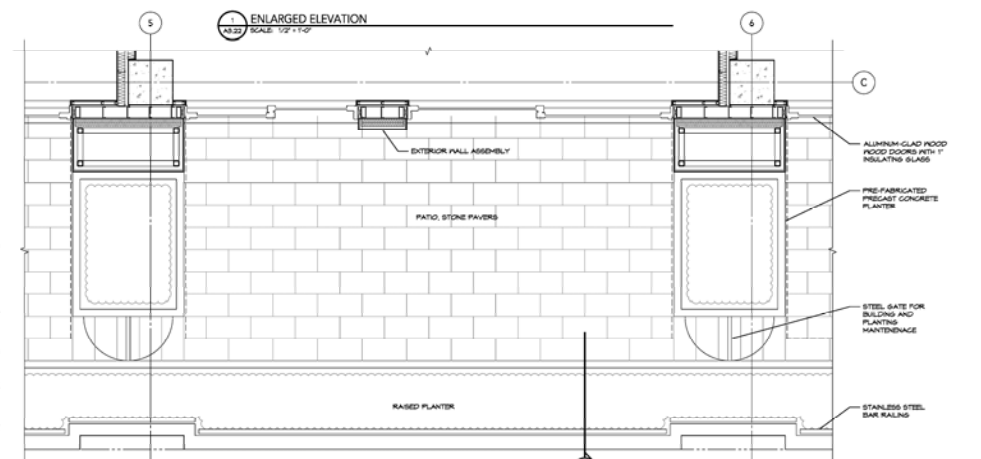 5
1
ENLARGED ELEVATION
6
A5.22
SCALE: 1/2" = 1'-0"
C
EXTERIOR WALL ASSEMBLY
ALUMINUM-CLAD WOOD
WOOD DOORS WITH 1"
INSULATING GLASS
PRE-FABRICATED
PRECAST CONCRETE
PLANTER
PATIO, STONE PAVERS
STEEL GATE FOR
BUILDING AND
PLANTING
MANTENENACE
RAISED PLANTER
STAINLESS STEEL
BAR RAILING